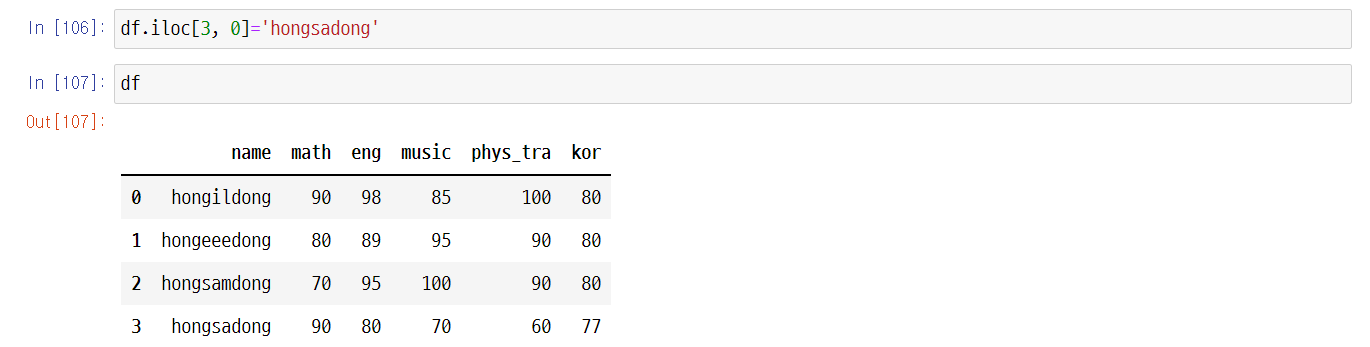 In [106]: df.iloc[3, 0]='hongsadong'
In [107]: df
Out[107]:
name math eng music phys_tra kor
0 hongildong 90 98 85 100 80
1 hongeeedong 80 89 95 90 80
2 hongsamdong 70 95 100 90 80
3 hongsadong 90 80 70 60 77